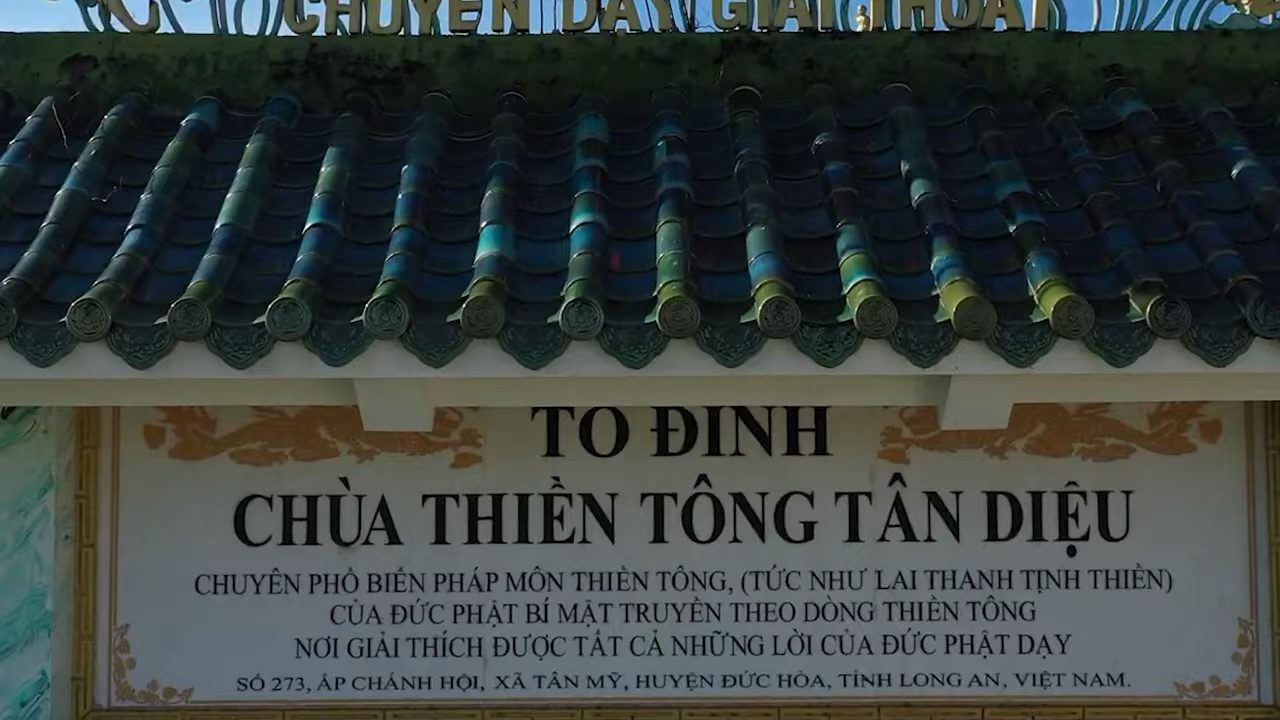 CHUYÊN DẠY GIẢI THOÁT
TỔ ĐÌNH
CHÙA THIỀN TÔNG TÂN DIỆU
CHUYÊN PHỔ BIẾN PHÁP MÔN THIỀN TÔNG, (TỨC NHƯ LAI THANH TỊNH THIỀN)
CỦA ĐỨC PHẬT BÍ MẬT TRUYỀN THEO DÒNG THIỀN TÔNG
NƠI GIẢI THÍCH ĐƯỢC TẤT CẢ NHỮNG LỜI CỦA ĐỨC PHẬT DẠY
SỐ 273, ẤP CHÁNH HỘI, XÃ TÂN MỸ, HUYỆN ĐỨC HÒA, TỈNH LONG AN, VIỆT NAM.